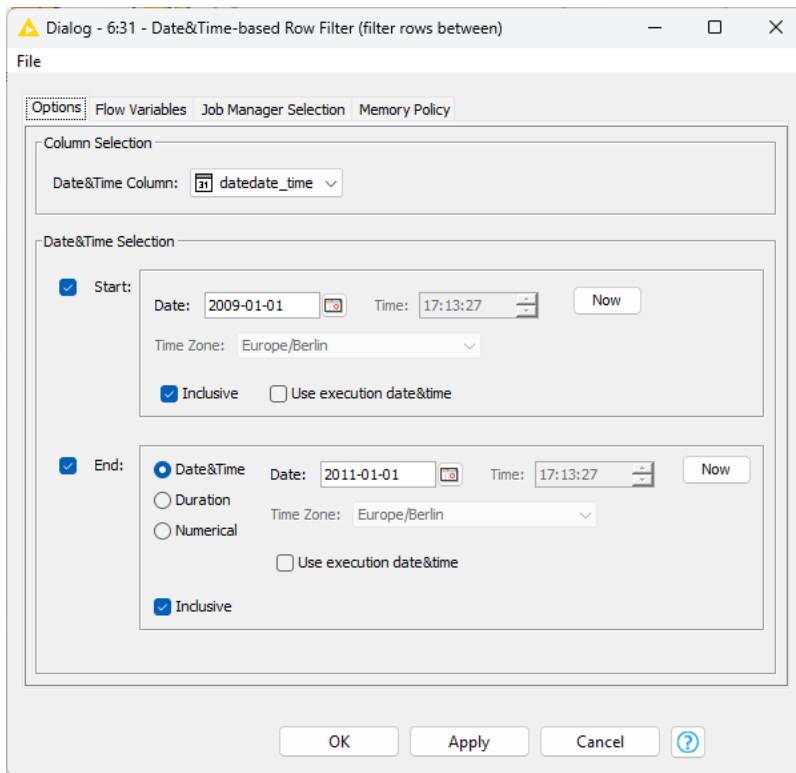 Dialog - 6:31 - Date&Time-based Row Filter (filter rows between)
File
Options Flow Variables Job Manager Selection Memory Policy
Column Selection
Date&Time Column: 31 datedate_time
Date&Time Selection
Start:
Date: 2009-01-01 Time: 17:13:27 Now
Time Zone: Europe/Berlin
Inclusive Use execution date&time
End: Date&Time Date: 2011-01-01 Time: 17:13:27 Now
Duration
Time Zone: Europe/Berlin
Numerical
Use execution date&time
Inclusive
OK Apply Cancel ?